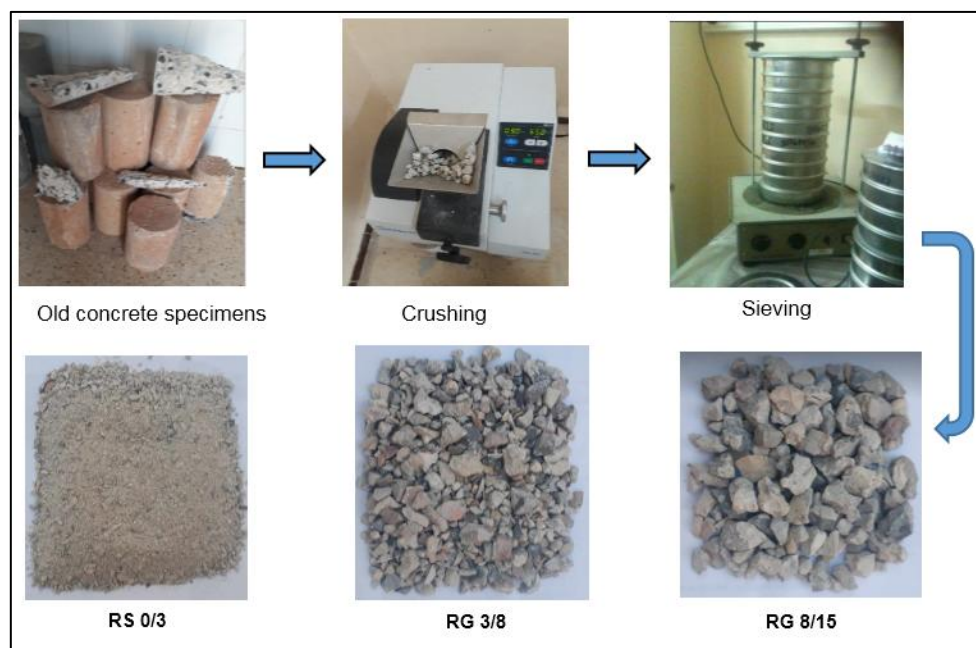 Old concrete specimens
Crushing
Sieving
RS 0/3
RG 3/8
RG 8/15